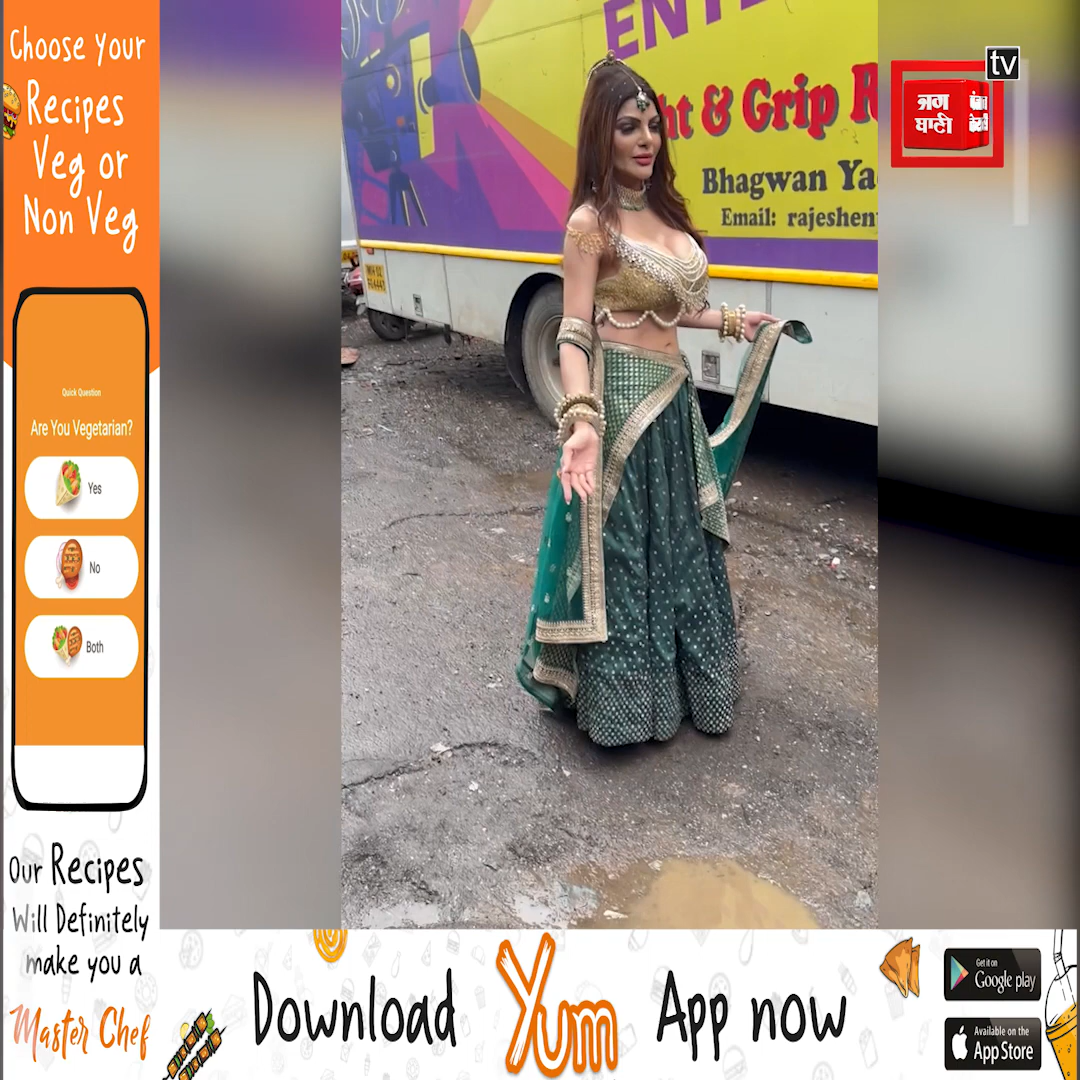 Choose Your
Recipes
Veg or
Non Veg
Quick Question
Are You Vegetarian?
Yes
No
Both
Our Recipes
Will Definitely
make you a
Master Chef
ht & Grip
Bhagwan Ya
Email: rajeshen
tv
ਜਗ
ਬਾਣੀ
Download Yum App now
Get it on
Google play
Available on the
App Store